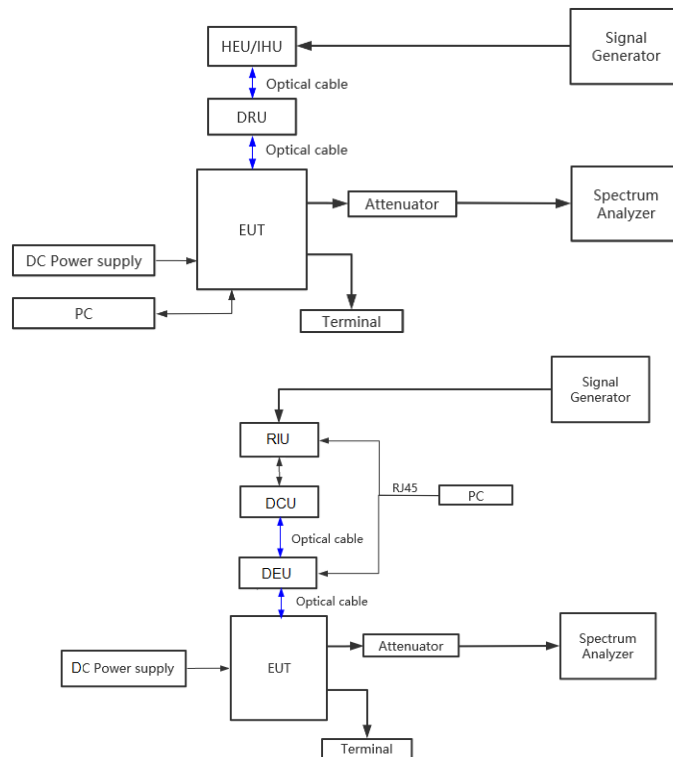 HEU/IHU
Signal
Generator
Optical cable
DRU
Optical cable
EUT
Attenuator
Spectrum
Analyzer
DC Power supply
PC
Terminal
Signal
Generator
RIU
RJ45
PC
DCU
Optical cable
DEU
Optical cable
EUT
Attenuator
Spectrum
Analyzer
DC Power supply
Terminal